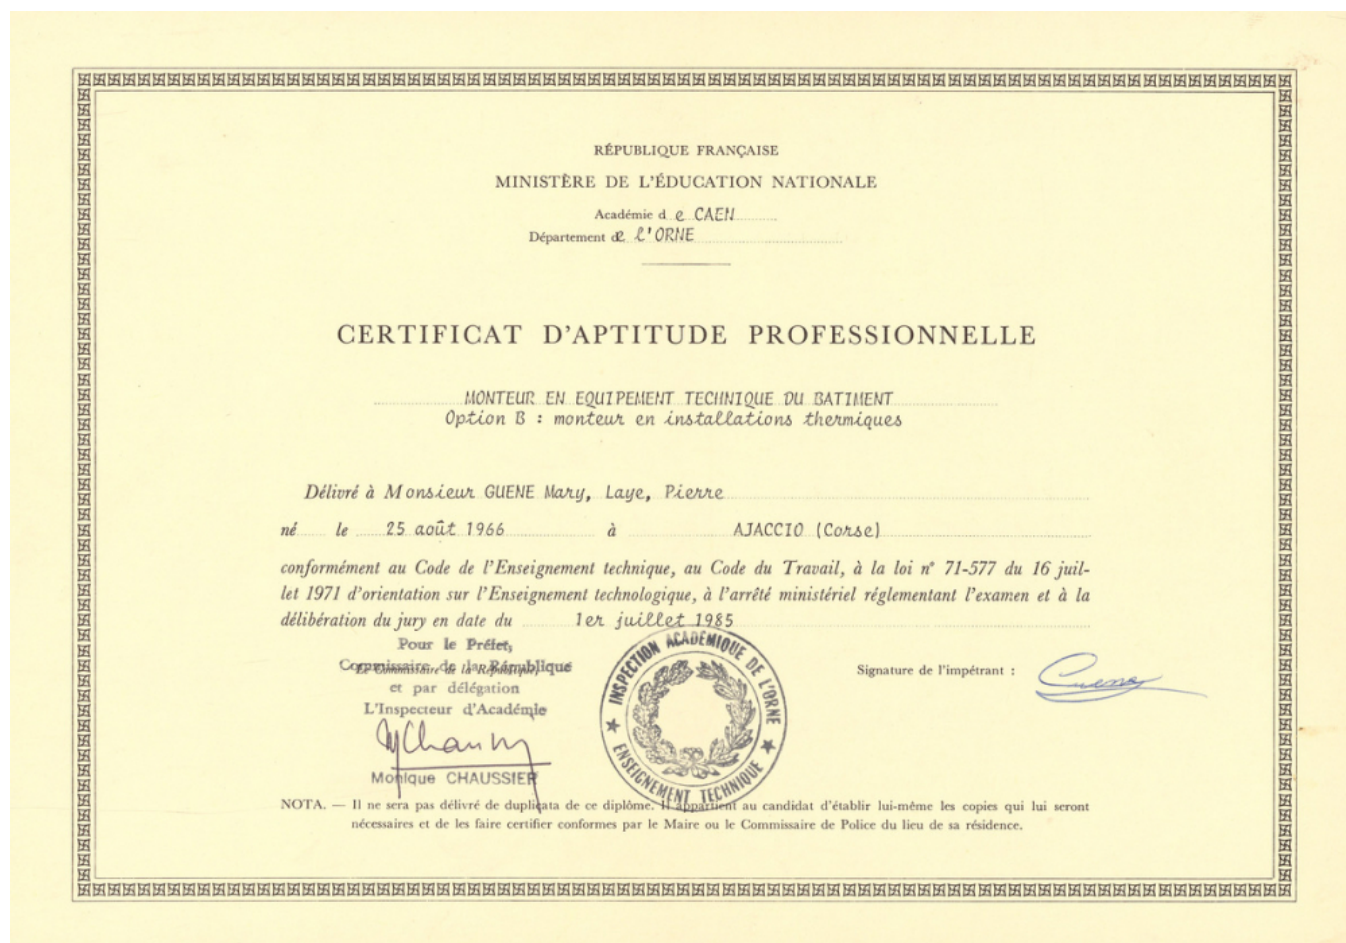 RÉPUBLIQUE FRANÇAISE
MINISTÈRE DE L'ÉDUCATION NATIONALE
Académie d e CAEN
Département de l'ORNE
CERTIFICAT D'APTITUDE PROFESSIONNELLE
MONTEUR EN EQUIPEMENT TECHNIQUE DU BATIMENT
Option B : monteur en installations thermiques
Délivré à Monsieur GUENE Mary, Laye, Pierre
né le 25 août 1966 à AJACCIO (Corse)
conformément au Code de l'Enseignement technique, au Code du Travail, à la loi n° 71-577 du 16 juil-
let 1971 d'orientation sur l'Enseignement technologique, à l'arrêté ministériel réglementant l'examen et à la
délibération du jury en date du 1er juillet 1985
Pour le Préfet,
Commissaire de la République
Le Commissaire de la République,
et par délégation
L'Inspecteur d'Académie
MChaussier
Monique CHAUSSIER
INSPECTION ACADÉMIQUE DE L'ORNE
ENSEIGNEMENT TECHNIQUE
Signature de l'impétrant :
Guene
NOTA. — Il ne sera pas délivré de duplicata de ce diplôme. Il appartient au candidat d'établir lui-même les copies qui lui seront
nécessaires et de les faire certifier conformes par le Maire ou le Commissaire de Police du lieu de sa résidence.